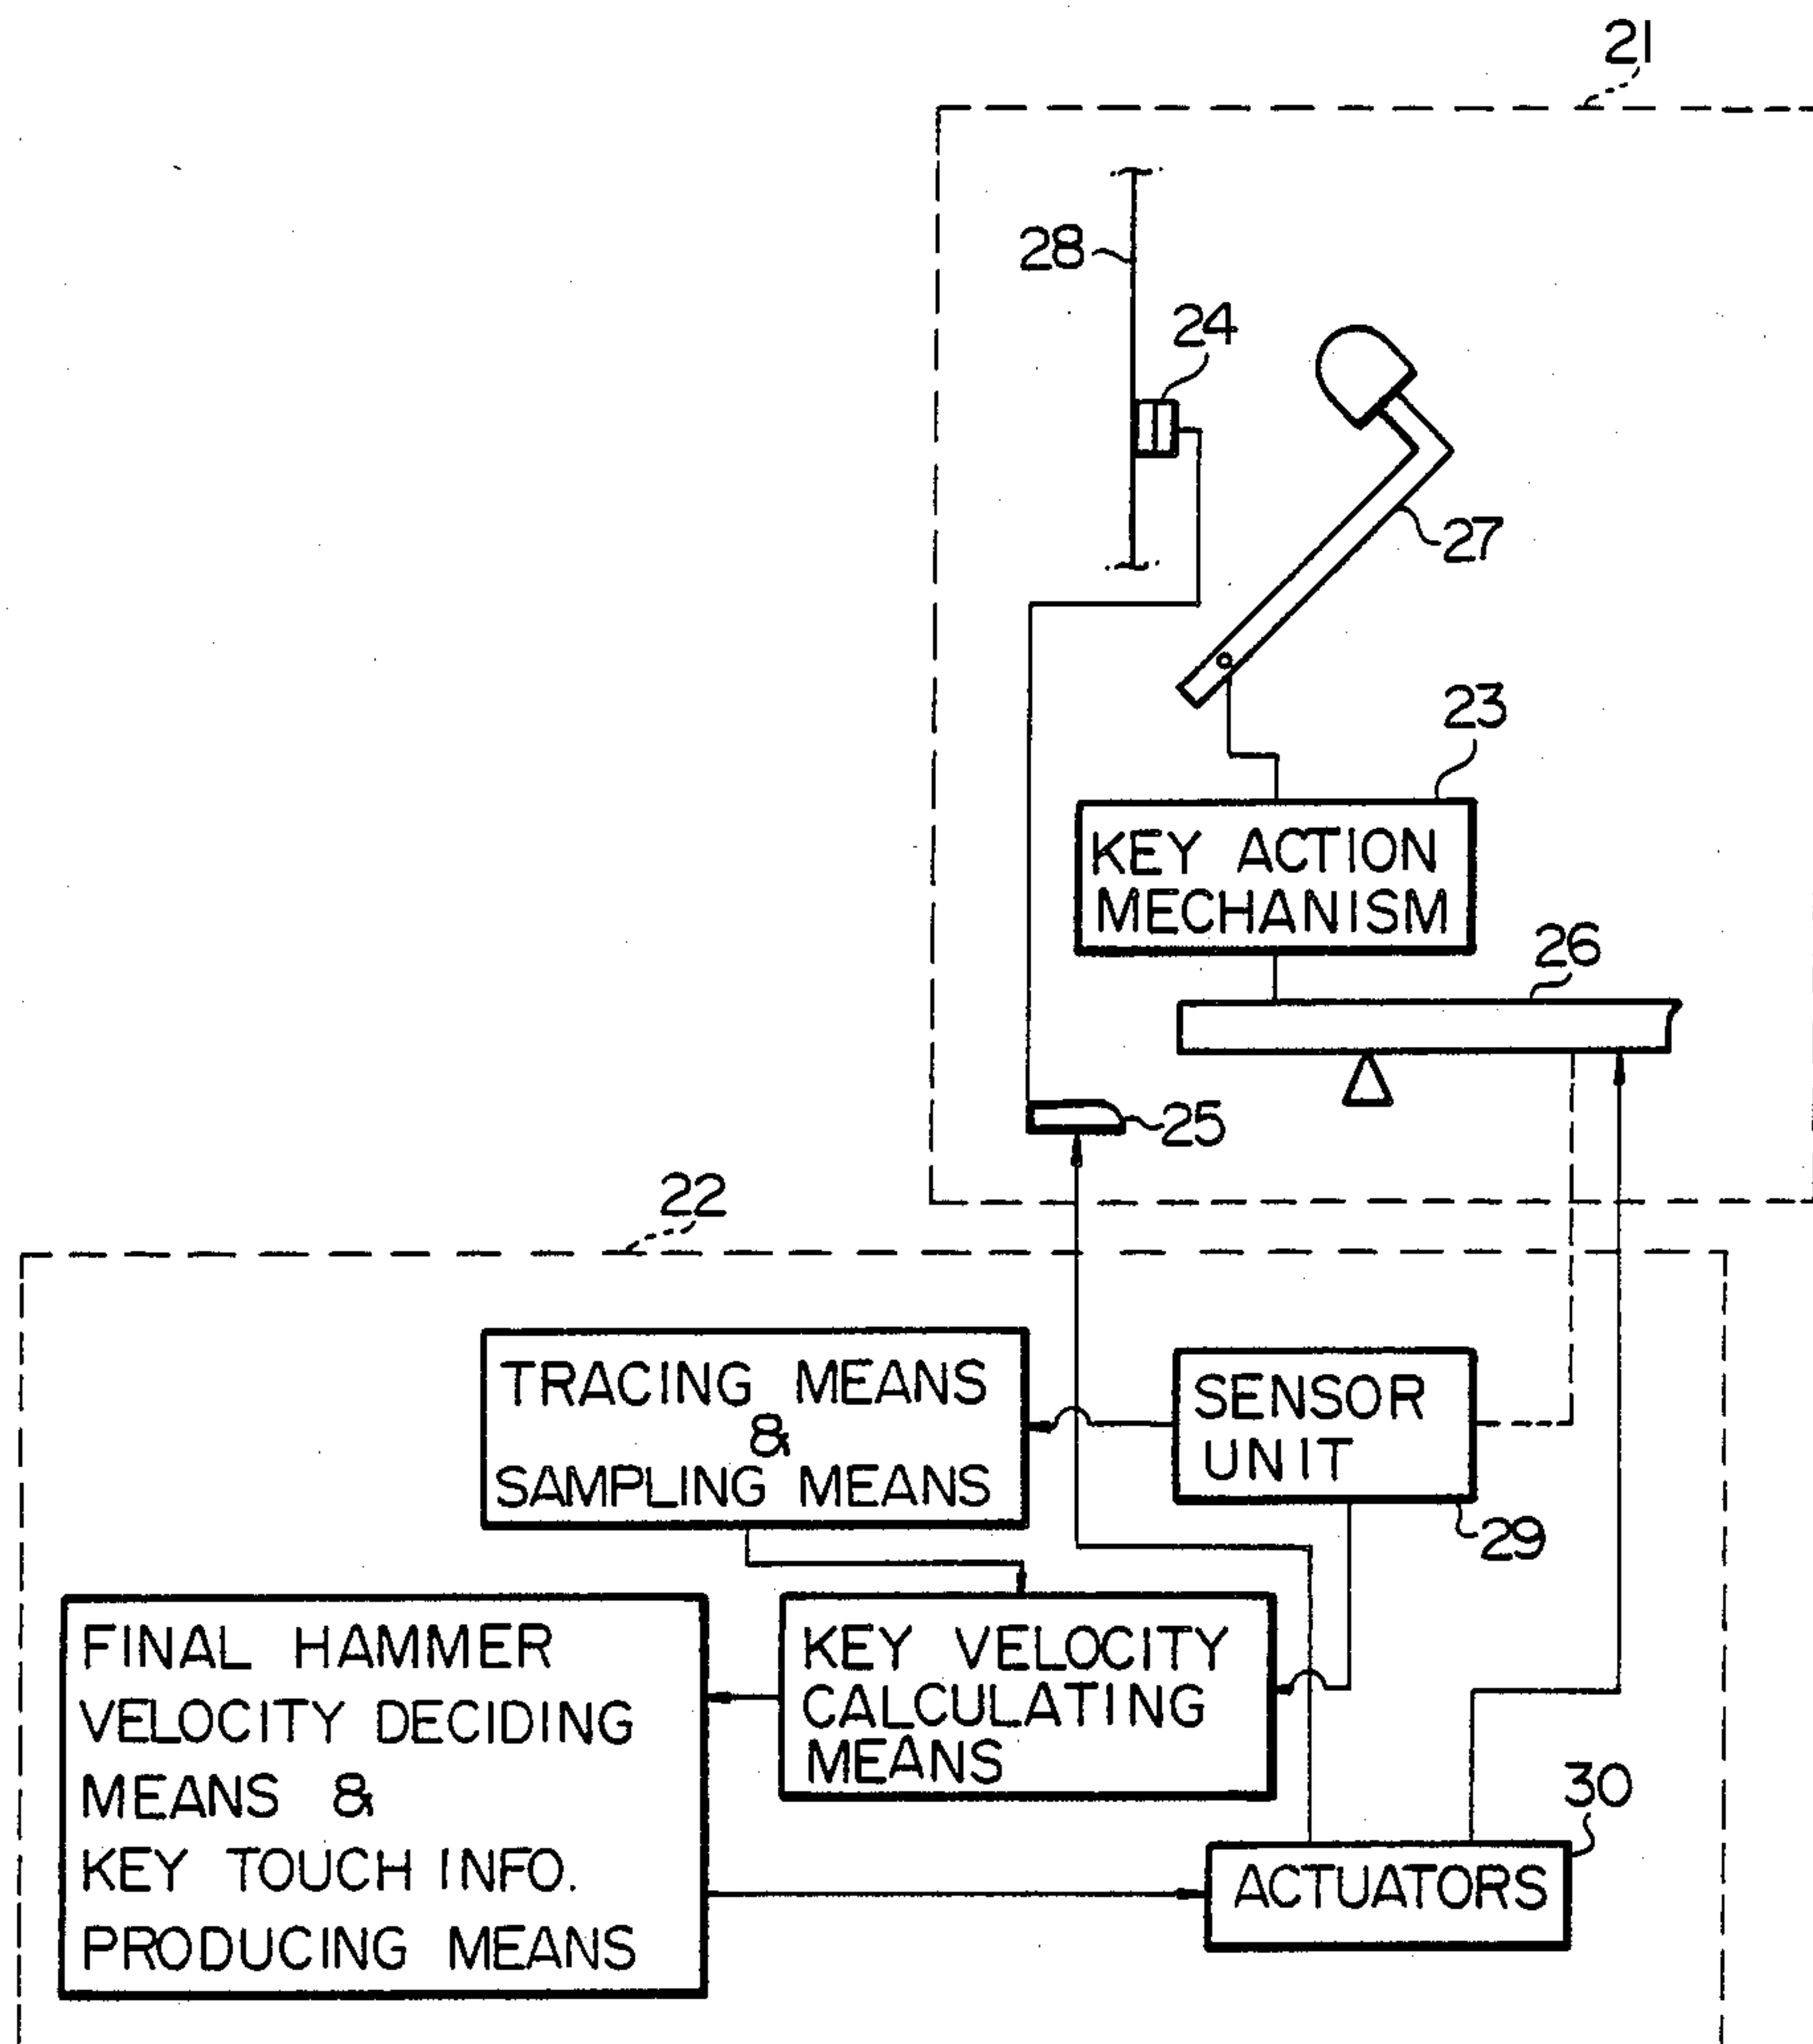 21
28
24
27
23
KEY ACTION
MECHANISM
26
25
22
TRACING MEANS
&
SAMPLING MEANS
SENSOR
UNIT
29
FINAL HAMMER
VELOCITY DECIDING
MEANS &
KEY TOUCH INFO.
PRODUCING MEANS
KEY VELOCITY
CALCULATING
MEANS
30
ACTUATORS